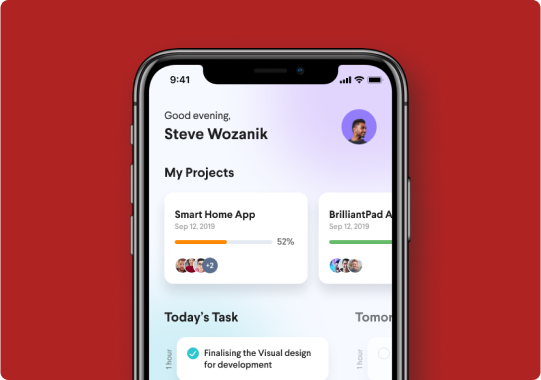 9:41
Good evening,
Steve Wozanik
My Projects
Smart Home App
Sep 12, 2019
52%
+2
BrilliantPad A
Sep 12, 2019
Today's Task
Tomor
1 hour
Finalising the Visual design
for development
1 hour